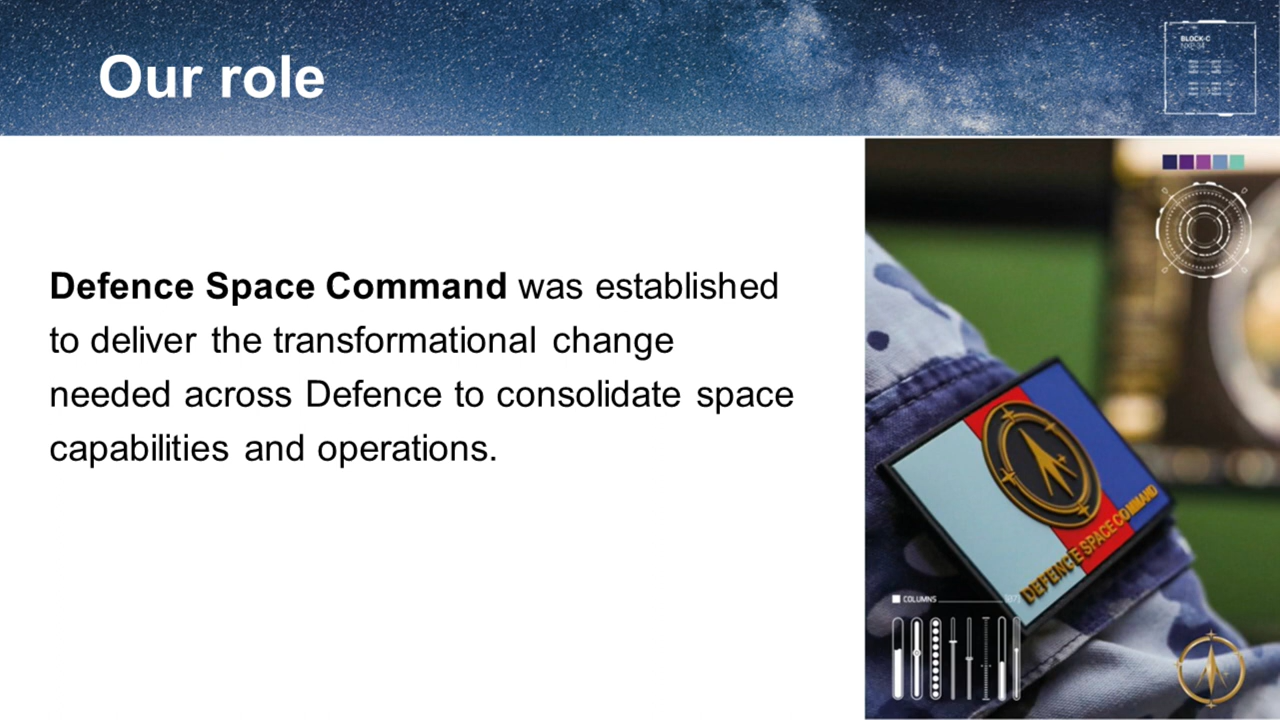 Our role
BLOCK-C
Defence Space Command was established
to deliver the transformational change
needed across Defence to consolidate space
capabilities and operations.
DEFENCE SPACE COMMAND
COLUMNS